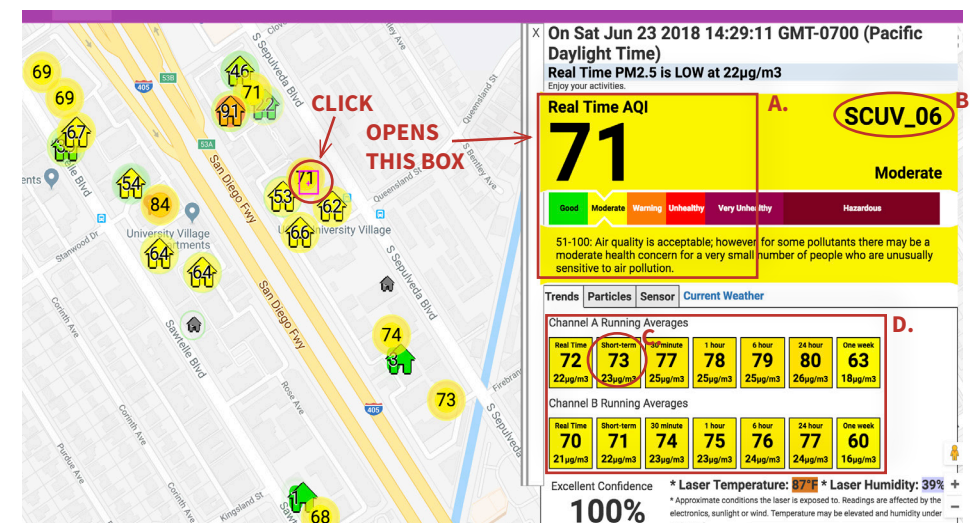 X On Sat Jun 23 2018 14:29:11 GMT-0700 (Pacific
Daylight Time)
Real Time PM2.5 is LOW at 22µg/m3
Enjoy your activities.
Real Time AQI
A.
SCUV_06
B
71
Moderate
Good Moderate Warning Unhealthy Very Unhealthy Hazardous
51-100: Air quality is acceptable; however for some pollutants there may be a
moderate health concern for a very small number of people who are unusually
sensitive to air pollution.
Trends Particles Sensor Current Weather
Channel A Running Averages
C.
D.
Real Time Short-term 30 minute 1 hour 6 hour 24 hour One week
72 73 77 78 79 80 63
22µg/m3 23µg/m3 25µg/m3 25µg/m3 25µg/m3 26µg/m3 18µg/m3
Channel B Running Averages
Real Time Short-term 30 minute 1 hour 6 hour 24 hour One week
70 71 74 75 76 77 60
21µg/m3 22µg/m3 23µg/m3 23µg/m3 24µg/m3 24µg/m3 16µg/m3
Excellent Confidence
100%
* Laser Temperature: 87°F * Laser Humidity: 39%
* Approximate conditions the laser is exposed to. Readings are affected by the
electronics, sunlight or wind. Temperature may be elevated and humidity under
+
−
CLICK
OPENS
THIS BOX
S Sepulveda Blvd
Queensland St
S Bentley Ave
69
69
405
53B
46
71
91
67
53A
San Diego Fwy
71
54
84
53
62
66
Queensland St
University Village
University Village
Stanwood Dr
64
64
S Sepulveda Blvd
San Diego Fwy
Corinth Ave
Sawtelle Blvd
74
3
73
Rose Ave
405
S Sepulveda
Corinth Ave
Purdue Ave
Kingsland St
1
68